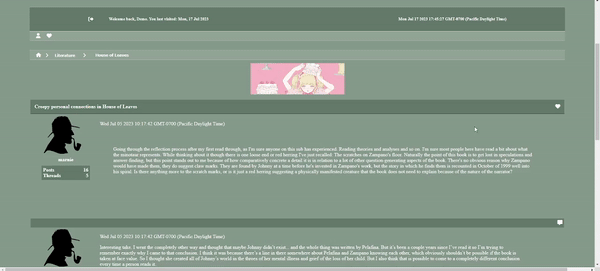 Welcome back, Demo. You last visited: Mon, 17 Jul 2023
Mon Jul 17 2023 17:45:37 GMT-0700 (Pacific Daylight Time)
Literature
House of Leaves
Creepy personal connections in House of Leaves
Wed Jul 05 2023 10:17:42 GMT-0700 (Pacific Daylight Time)
Posts 16
Threads 5
Going through the reflection process after my first read through, as I'm sure anyone on this sub has experienced. Reading theories and analyses and so on. I'm sure most people here have read a bit about what
the minotaur represents. While thinking about it though there is one loose end or red herring I've just recalled. The scratches on Zampano's floor. Naturally the point of this book is to get lost in speculations and
answer finding, but this point stands out to me because of how comparatively concrete a detail it is in relation to a lot of other question generating aspects of the book. There's no obvious reason why Zampano
would have made them, they do suggest claw marks. They are found by Johnny at a time before he's invested in Zampano's work, but the story in which he finds them is recounted in October of 1999 well into
his spiral. Is there anything more to the scratch marks, or is it just a red herring suggesting a physically manifested creature that the book does not need to explain because of the nature of the narrative?
Wed Jul 05 2023 10:17:42 GMT-0700 (Pacific Daylight Time)
Interesting take. I went the completely other way and thought that maybe Johnny didn't exist... and the whole thing was written by Pelafina. But it's been a couple years since I've read it so I'm trying to
remember exactly why I came to that conclusion. I think it was because there's a line in there somewhere about Pelafina and Zampano knowing each other, which obviously shouldn't be possible if the book is
taken at face value. So I thought she created all of Johnny's world in the throes of her mental illness and grief of the loss of her child. But I also think that is possible to come to a completely different conclusion
every time a person reads it.